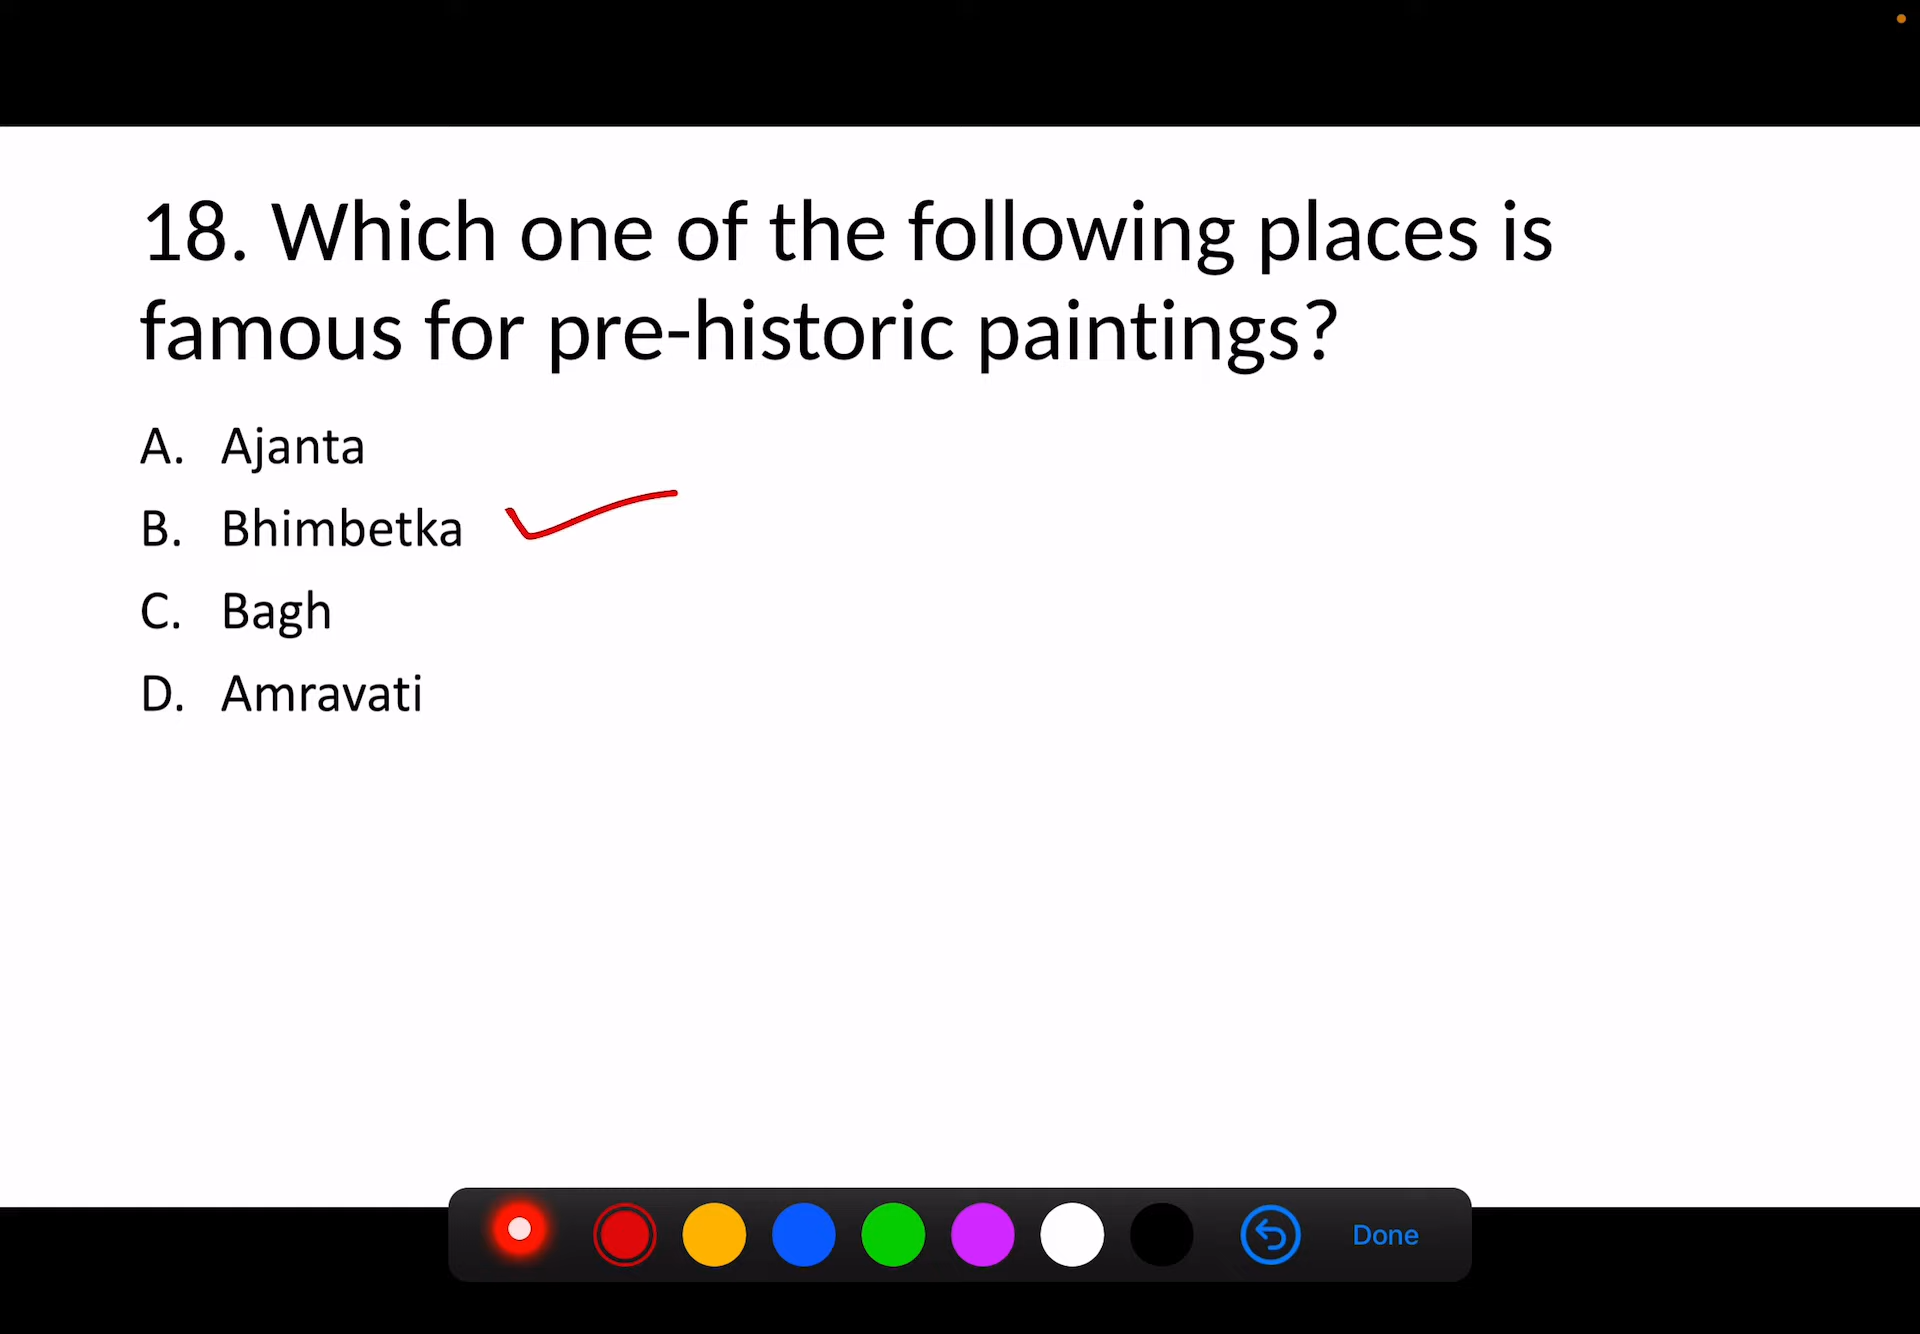 18. Which one of the following places is
famous for pre-historic paintings?
A. Ajanta
B. Bhimbetka
C. Bagh
D. Amravati
Done